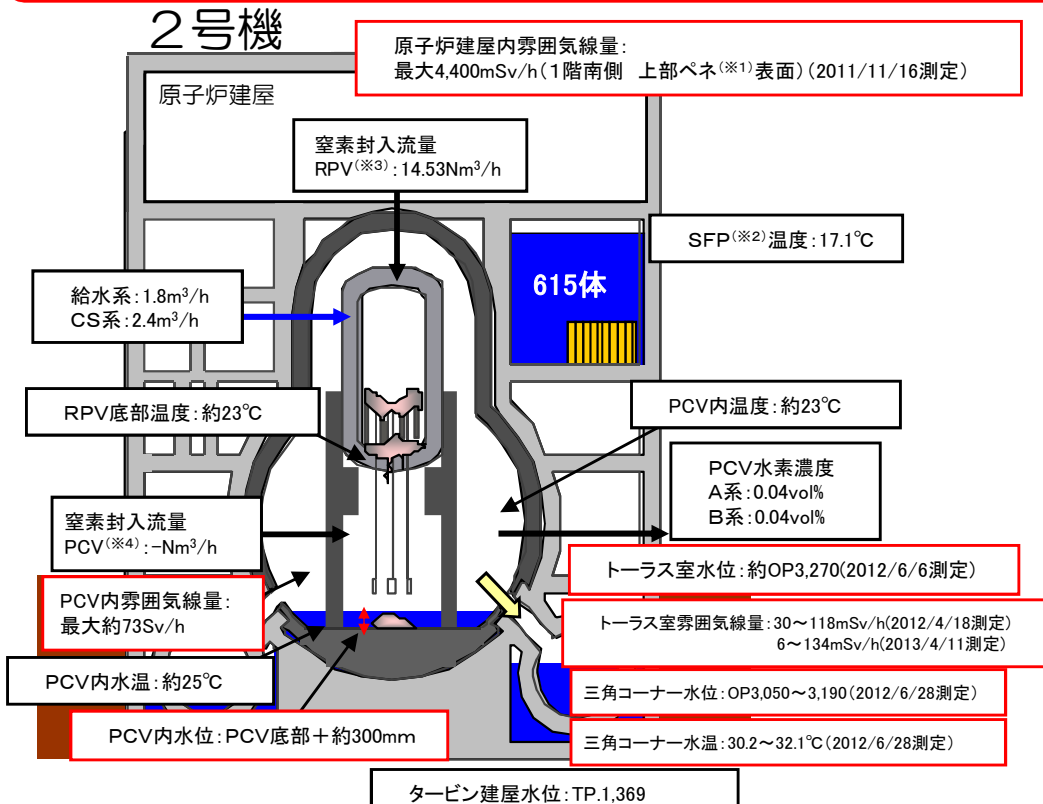 ２号機
原子炉建屋内雰囲気線量：
最大4,400mSv/h（１階南側　上部ペネ(※1)表面）（2011/11/16測定）
原子炉建屋
窒素封入流量
RPV(※3)：14.53Nm³/h
SFP(※2)温度：17.1℃
615体
給水系：1.8m³/h
CS系：2.4m³/h
RPV底部温度：約23℃
PCV内温度：約23℃
PCV水素濃度
A系：0.04vol%
B系：0.04vol%
窒素封入流量
PCV(※4)：-Nm³/h
トーラス室水位：約OP3,270(2012/6/6測定)
PCV内雰囲気線量：
最大約73Sv/h
トーラス室雰囲気線量：30～118mSv/h(2012/4/18測定)
6～134mSv/h(2013/4/11測定)
PCV内水温：約25℃
三角コーナー水位：OP3,050～3,190(2012/6/28測定)
PCV内水位：PCV底部＋約300mm
三角コーナー水温：30.2～32.1℃(2012/6/28測定)
タービン建屋水位：TP.1,369